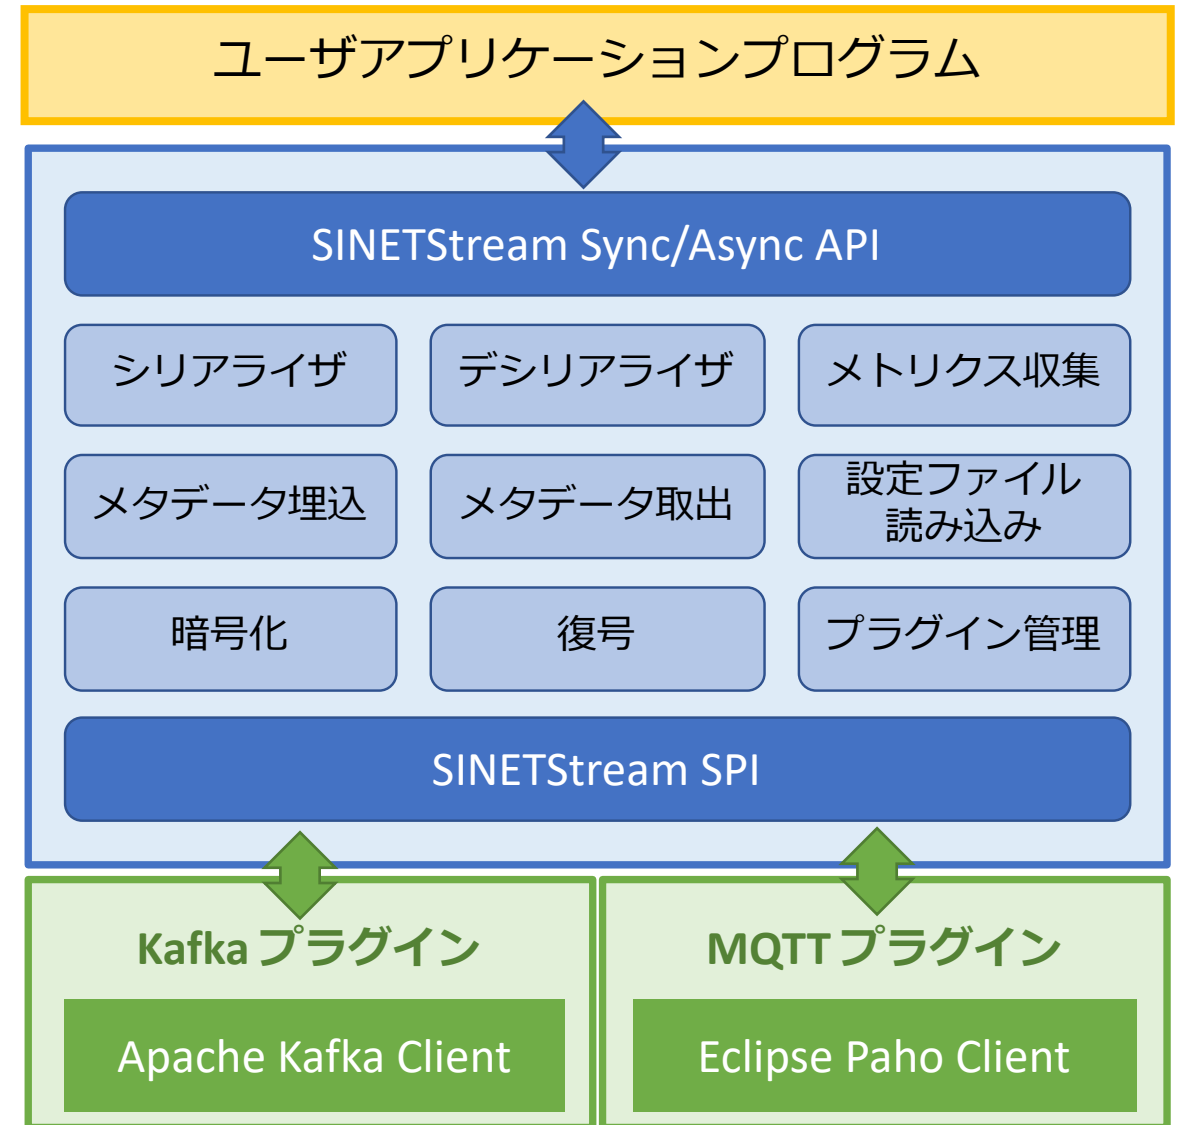 ユーザアプリケーションプログラム
SINETStream Sync/Async API
シリアライザ
デシリアライザ
メトリクス収集
メタデータ埋込
メタデータ取出
設定ファイル
読み込み
暗号化
復号
プラグイン管理
SINETStream SPI
Kafka プラグイン
MQTT プラグイン
Apache Kafka Client
Eclipse Paho Client